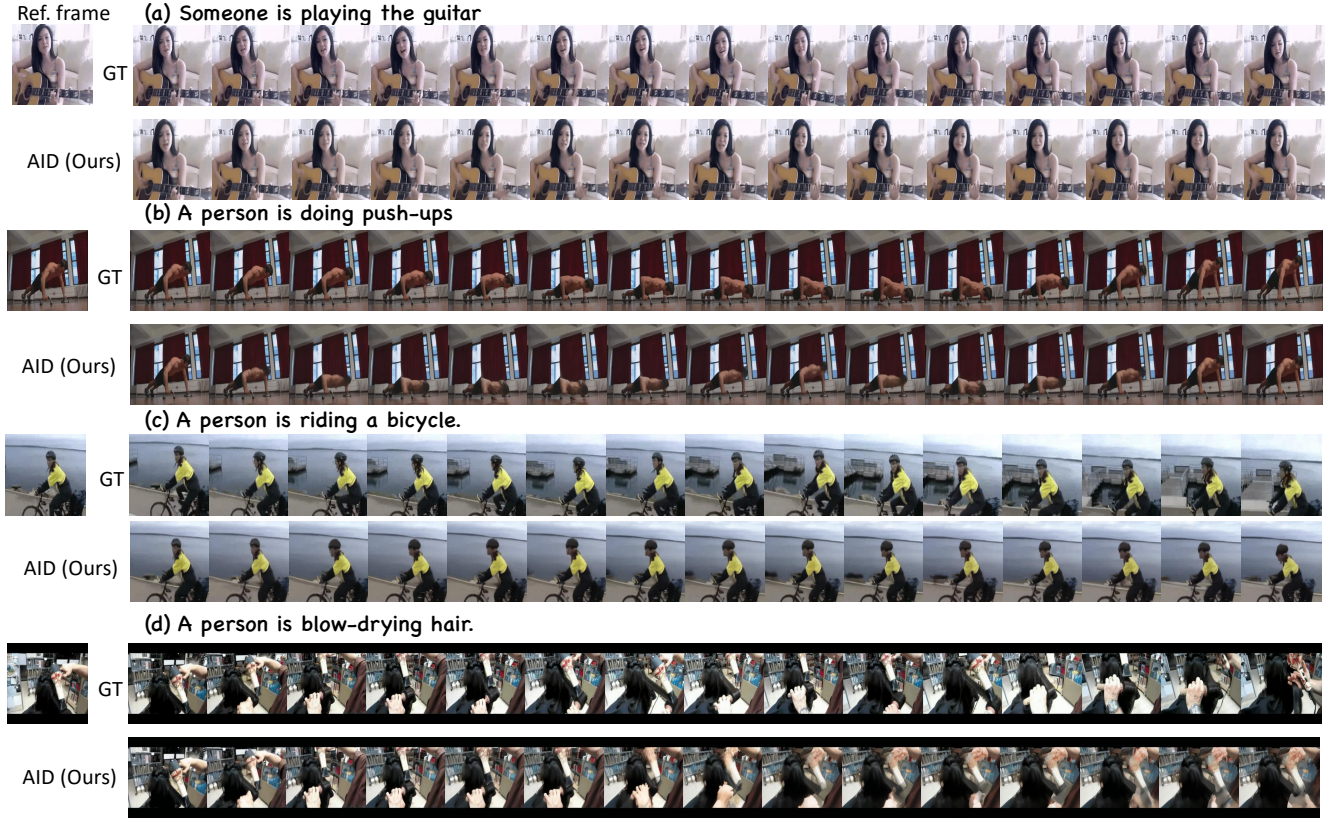 Ref. frame
(a) Someone is playing the guitar
GT
AID (Ours)
(b) A person is doing push-ups
GT
AID (Ours)
(c) A person is riding a bicycle.
GT
AID (Ours)
(d) A person is blow-drying hair.
GT
AID (Ours)